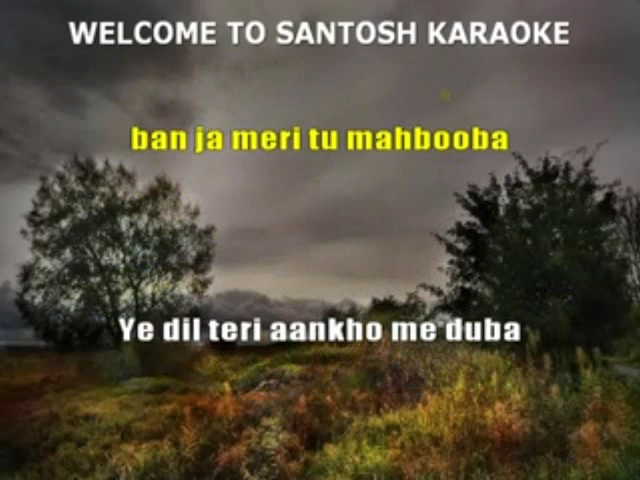 WELCOME TO SANTOSH KARAOKE
ban ja meri tu mahbooba
Ye dil teri aankho me duba